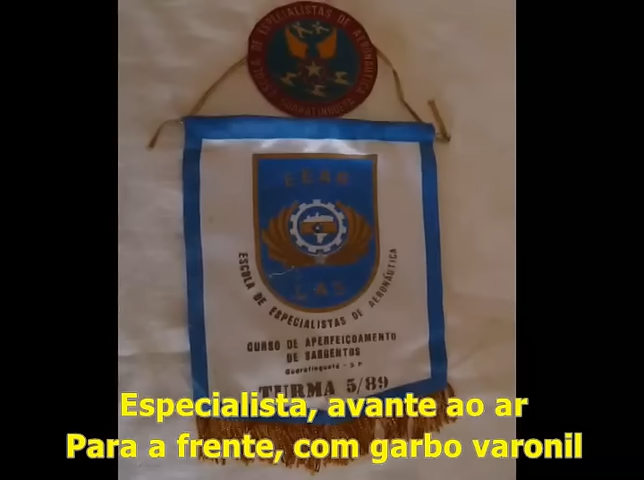 ESCOLA DE ESPECIALISTAS DE AERONÁUTICA
GUARATINGUETÁ
EEAR
ESCOLA DE ESPECIALISTAS DE AERONÁUTICA
CURSO DE APERFEIÇOAMENTO
DE SARGENTOS
Guaratinguetá - S P
TURMA 5/89
Especialista, avante ao ar
Para a frente, com garbo varonil